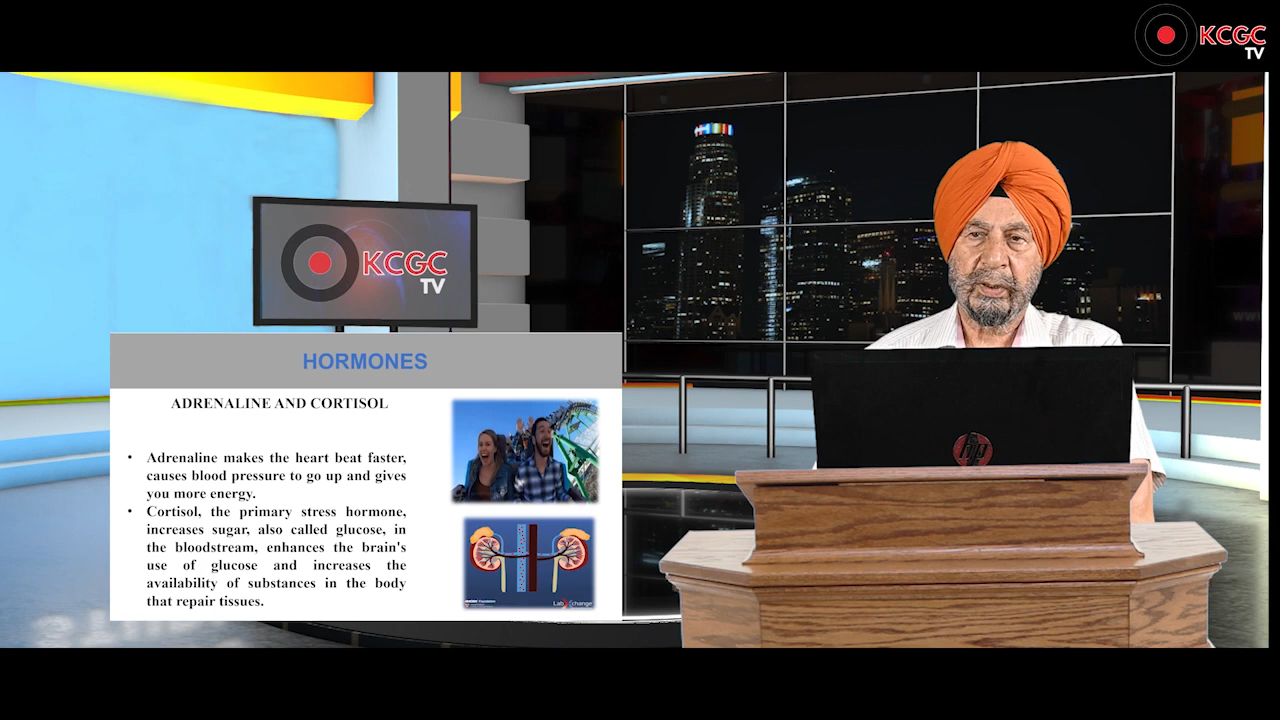 KCGC
TV
KCGC
TV
HORMONES
ADRENALINE AND CORTISOL
• Adrenaline makes the heart beat faster,
causes blood pressure to go up and gives
you more energy.
• Cortisol, the primary stress hormone,
increases sugar, also called glucose, in
the bloodstream, enhances the brain's
use of glucose and increases the
availability of substances in the body
that repair tissues.
hp